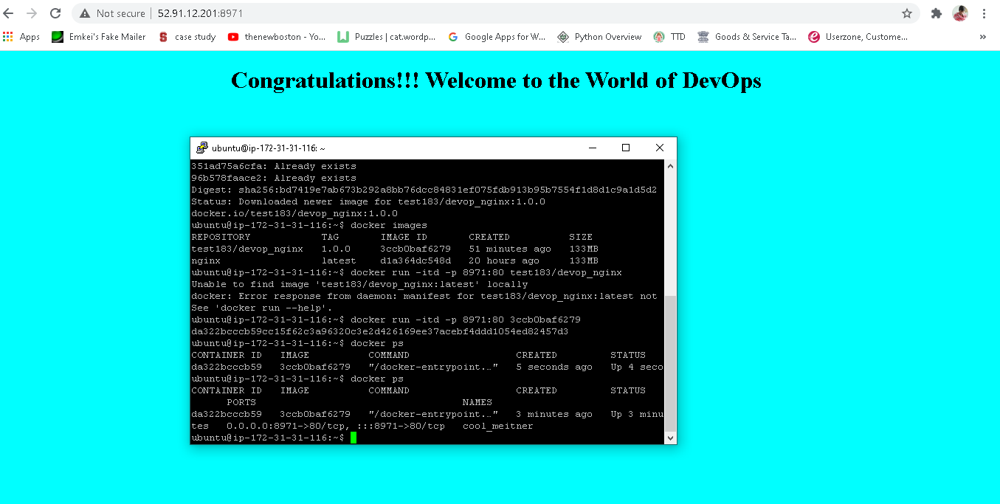 Not secure 52.91.12.201:8971
Apps Emkei's Fake Mailer case study thenewboston - Yo... Puzzles | cat.wordp... Google Apps for W... Python Overview TTD Goods & Service Ta... Userzone, Custome... »
Congratulations!!! Welcome to the World of DevOps
ubuntu@ip-172-31-31-116: ~
351ad75a6cfa: Already exists
96b578faace2: Already exists
Digest: sha256:bd7419e7ab673b292a8bb76dcc84831ef075fdb913b95b7554f1d8d1c9a1d5d2
Status: Downloaded newer image for test183/devop_nginx:1.0.0
docker.io/test183/devop_nginx:1.0.0
ubuntu@ip-172-31-31-116:~$ docker images
REPOSITORY TAG IMAGE ID CREATED SIZE
test183/devop_nginx 1.0.0 3ccb0baf6279 51 minutes ago 133MB
nginx latest d1a364dc548d 20 hours ago 133MB
ubuntu@ip-172-31-31-116:~$ docker run -itd -p 8971:80 test183/devop_nginx
Unable to find image 'test183/devop_nginx:latest' locally
docker: Error response from daemon: manifest for test183/devop_nginx:latest not
See 'docker run --help'.
ubuntu@ip-172-31-31-116:~$ docker run -itd -p 8971:80 3ccb0baf6279
da322bcccb59cc15f62c3a96320c3e2d426169ee37acebf4ddd1054ed82457d3
ubuntu@ip-172-31-31-116:~$ docker ps
CONTAINER ID IMAGE COMMAND CREATED STATUS
da322bcccb59 3ccb0baf6279 "/docker-entrypoint.…" 5 seconds ago Up 4 seco
ubuntu@ip-172-31-31-116:~$ docker ps
CONTAINER ID IMAGE COMMAND CREATED STATUS
PORTS NAMES
da322bcccb59 3ccb0baf6279 "/docker-entrypoint.…" 3 minutes ago Up 3 minu
tes 0.0.0.0:8971->80/tcp, :::8971->80/tcp cool_meitner
ubuntu@ip-172-31-31-116:~$